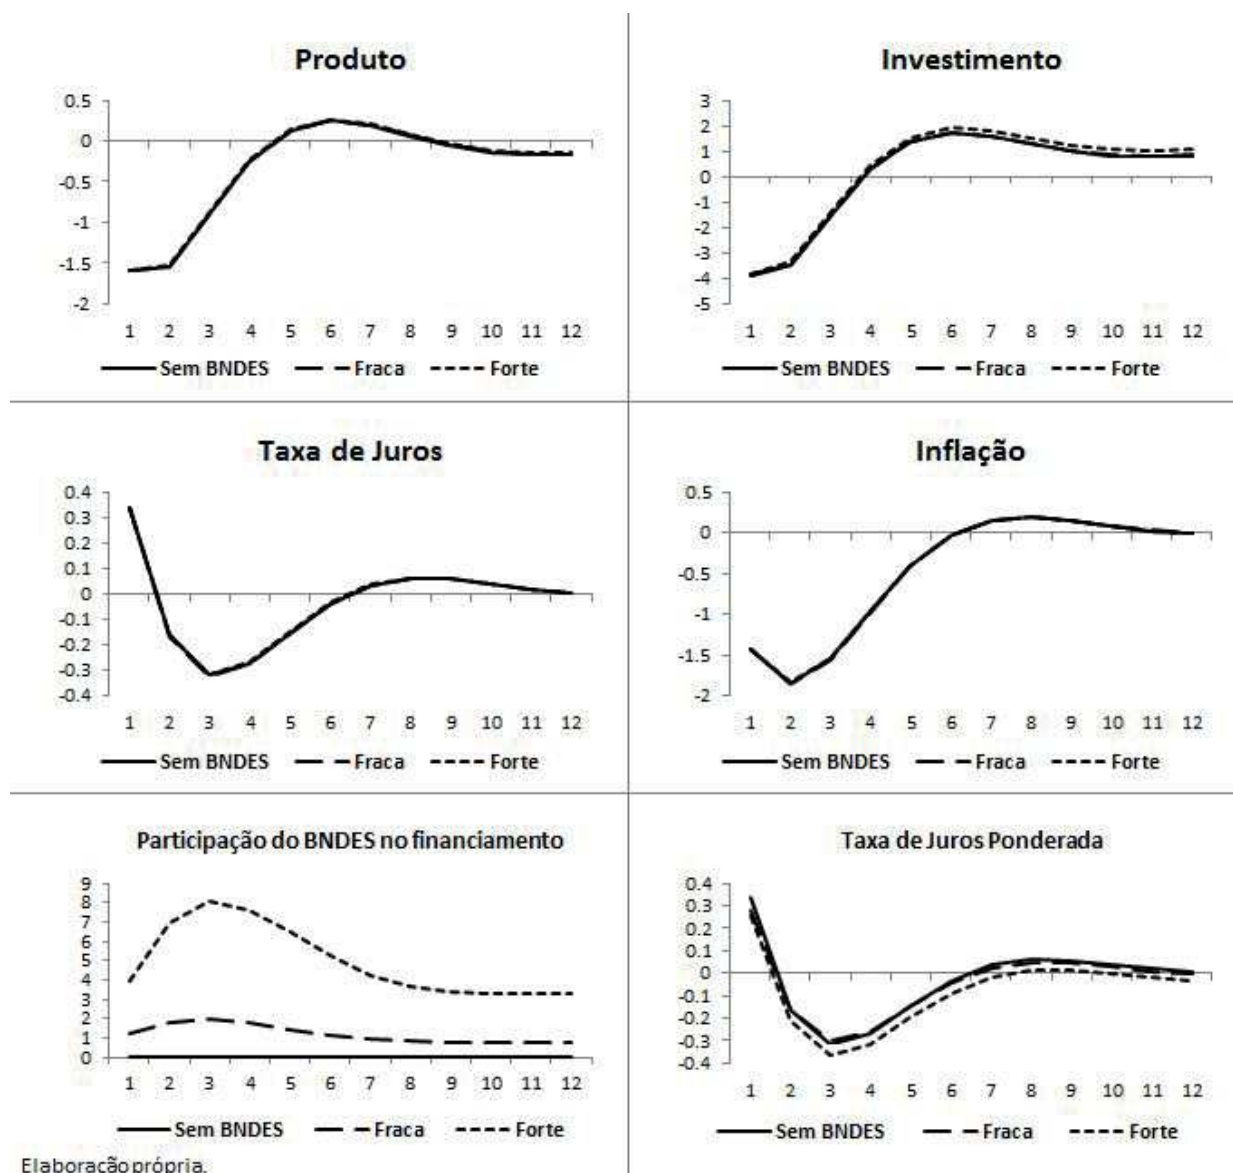 Produto
0.5
0
-0.5
-1
-1.5
-2
1 2 3 4 5 6 7 8 9 10 11 12
Sem BNDES Fraca Forte
Investimento
3
2
1
0
-1
-2
-3
-4
-5
1 2 3 4 5 6 7 8 9 10 11 12
Sem BNDES Fraca Forte
Taxa de Juros
0.4
0.3
0.2
0.1
0
-0.1
-0.2
-0.3
-0.4
1 2 3 4 5 6 7 8 9 10 11 12
Sem BNDES Fraca Forte
Inflação
0.5
0
-0.5
-1
-1.5
-2
1 2 3 4 5 6 7 8 9 10 11 12
Sem BNDES Fraca Forte
Participação do BNDES no financiamento
9
8
7
6
5
4
3
2
1
0
1 2 3 4 5 6 7 8 9 10 11 12
Sem BNDES Fraca Forte
Taxa de Juros Ponderada
0.4
0.3
0.2
0.1
0
-0.1
-0.2
-0.3
-0.4
1 2 3 4 5 6 7 8 9 10 11 12
Sem BNDES Fraca Forte
Elaboração própria.